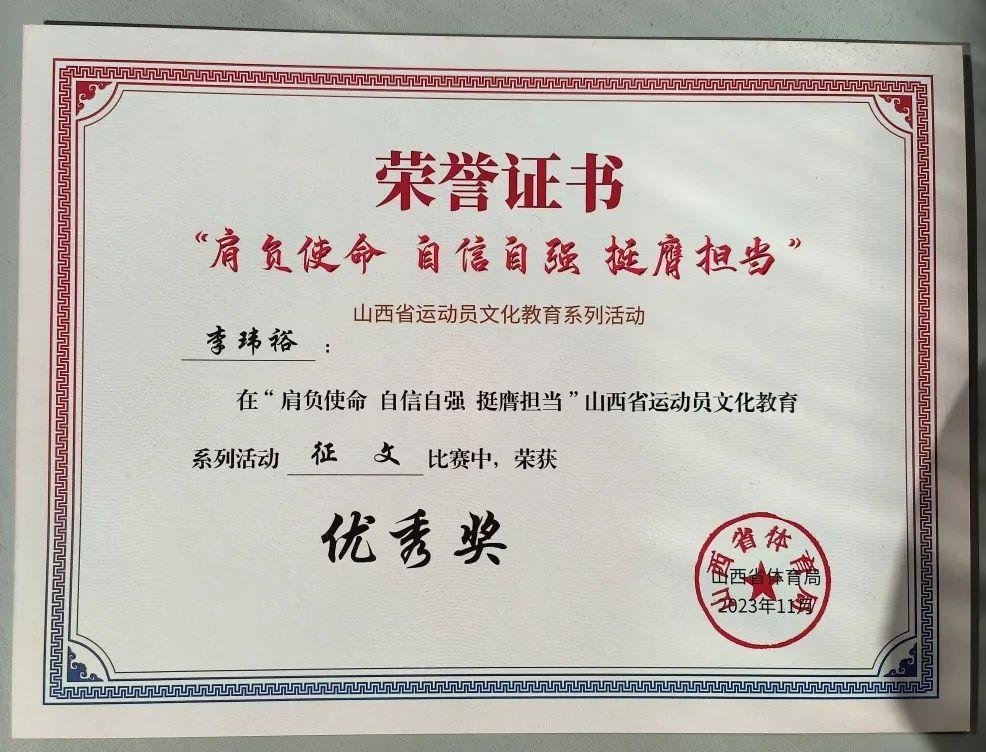 荣誉证书
“肩负使命 自信自强 挺膺担当”
山西省运动员文化教育系列活动
李玮裕：
在“肩负使命 自信自强 挺膺担当”山西省运动员文化教育
系列活动 征 文 比赛中，荣获
优秀奖
山西省体育局
山西省体育局
2023年11月